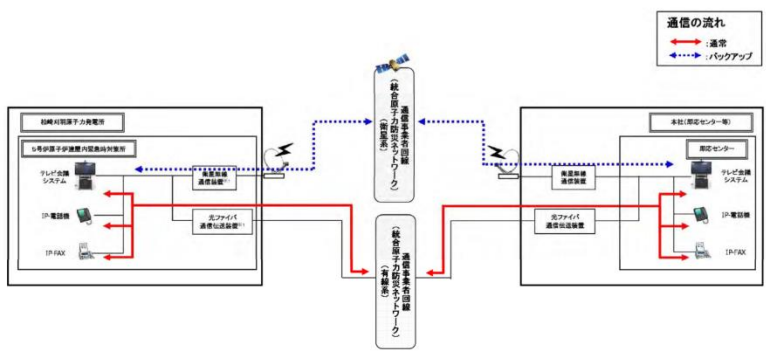 通信の流れ
:通常
:バックアップ
通信事業者回線
(統合原子力防災ネットワーク)
(衛星系)
柏崎刈羽原子力発電所
5号炉原子炉建屋内緊急時対策所
テレビ会議
システム
衛星無線
通信装置
IP-電話機
光ファイバ
通信伝送装置
IP-FAX
本社(即応センター等)
即応センター
衛星無線
通信装置
テレビ会議
システム
光ファイバ
通信伝送装置
IP-電話機
IP-FAX
通信事業者回線
(統合原子力防災ネットワーク)
(有線系)